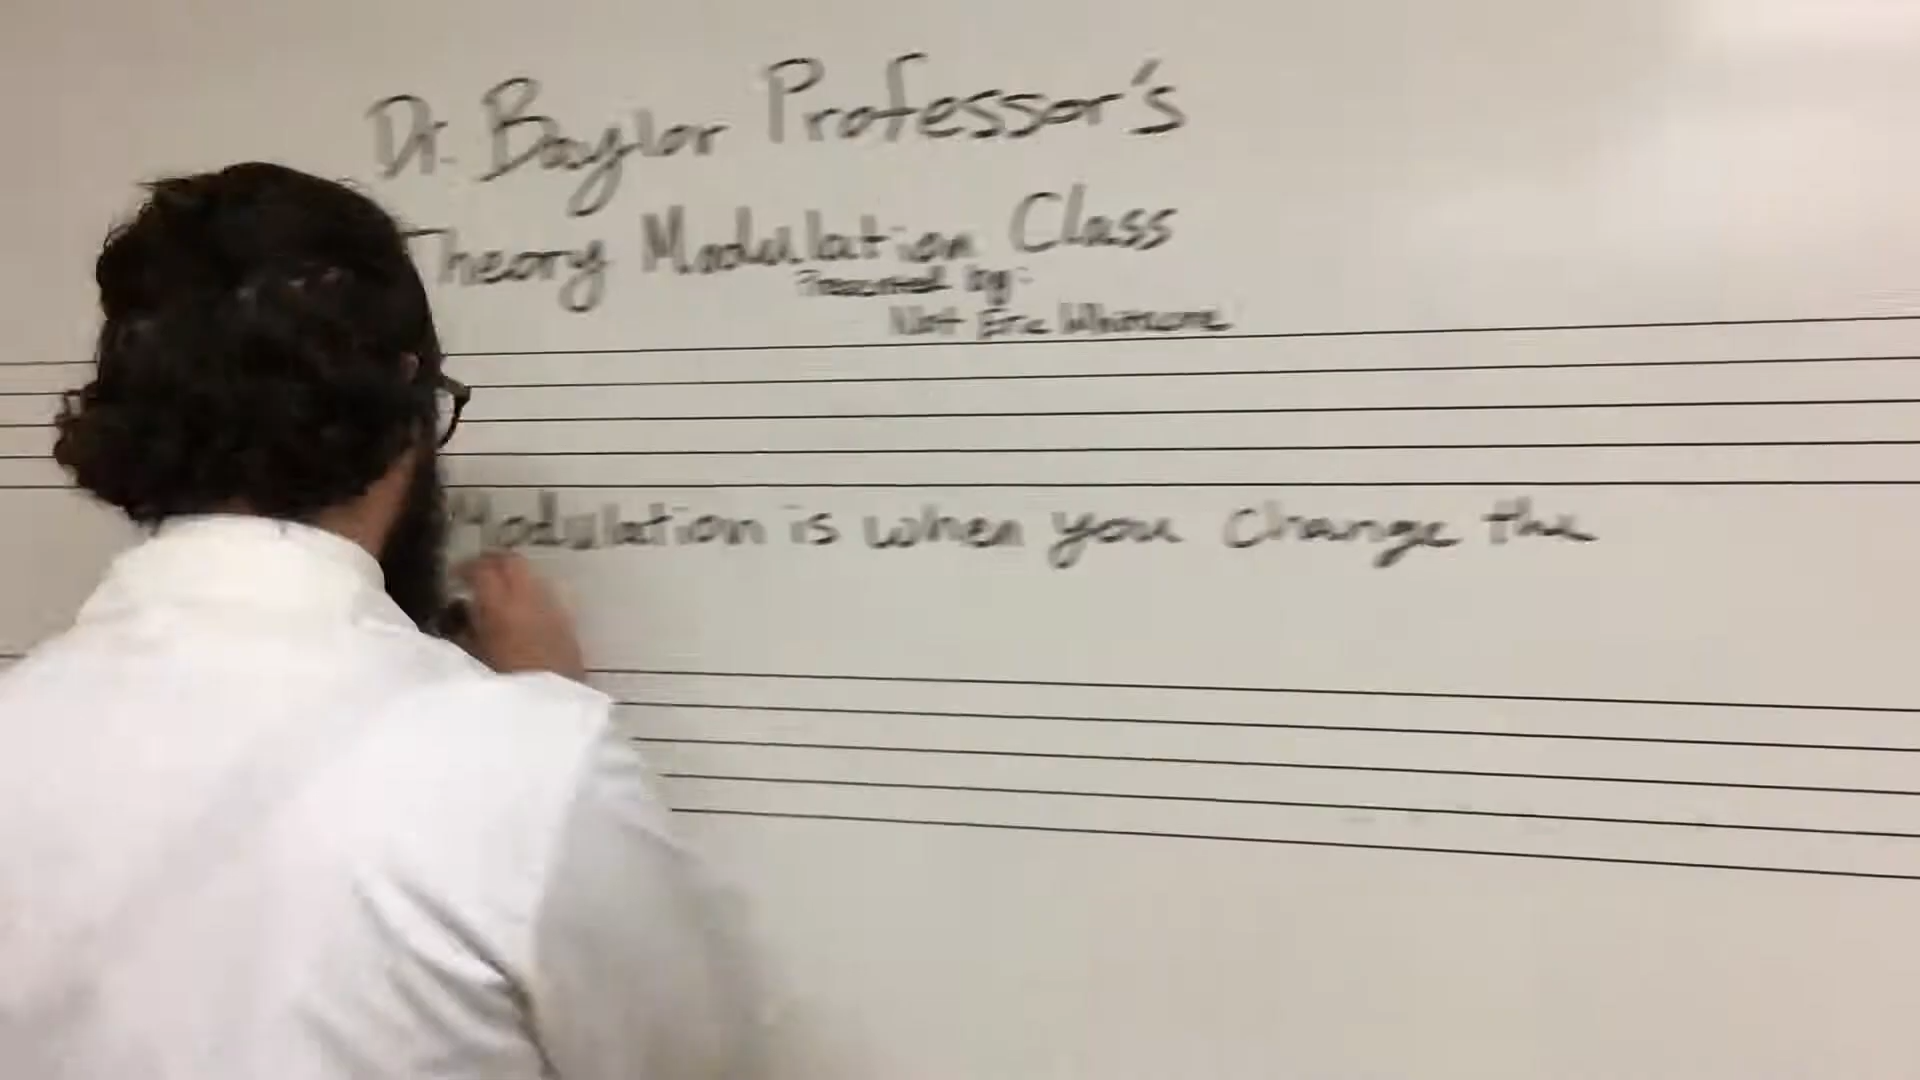 Dr. Baylor Professor's
Theory Modulation Class
Presented by:
Not Eric Whitacre
Modulation is when you change the